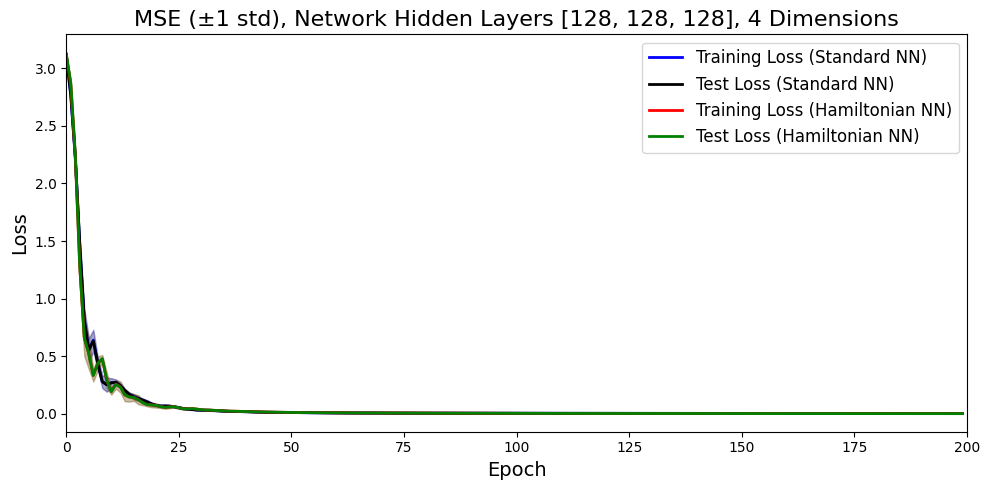 MSE (±1 std), Network Hidden Layers [128, 128, 128], 4 Dimensions
Training Loss (Standard NN)
Test Loss (Standard NN)
Training Loss (Hamiltonian NN)
Test Loss (Hamiltonian NN)
Loss
3.0
2.5
2.0
1.5
1.0
0.5
0.0
0 25 50 75 100 125 150 175 200
Epoch